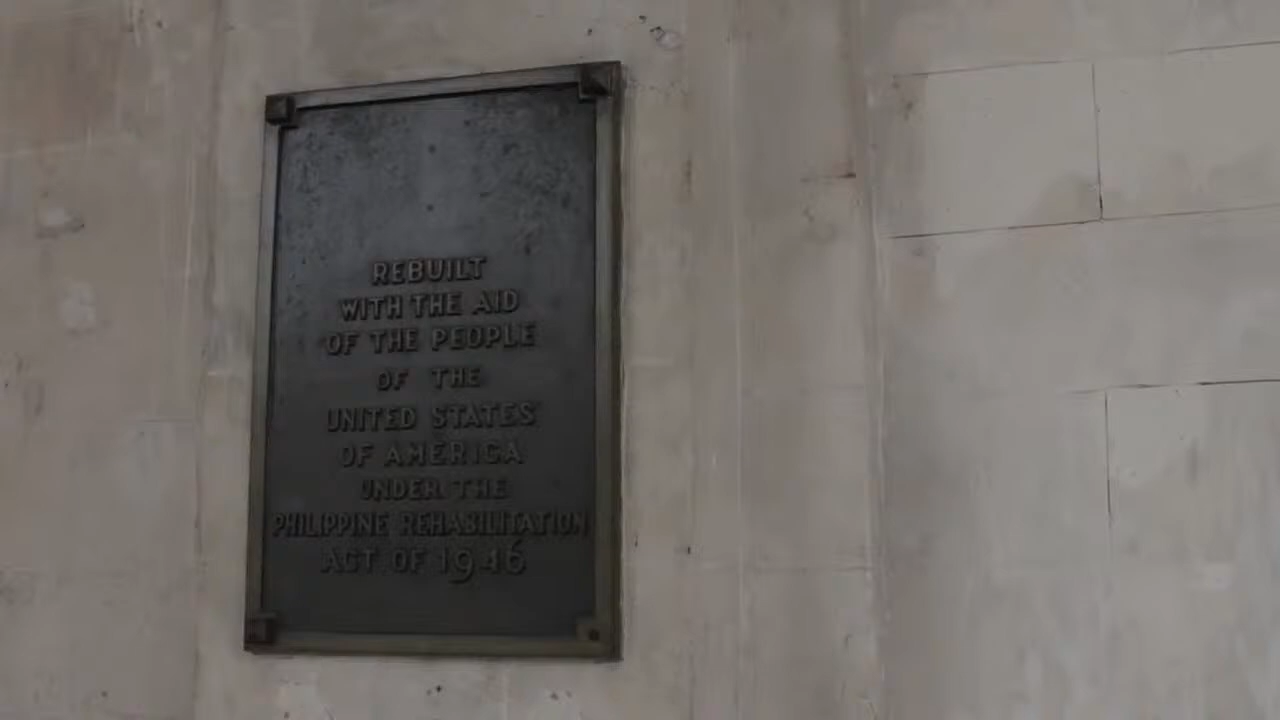 REBUILT
WITH THE AID
OF THE PEOPLE
OF THE
UNITED STATES
OF AMERICA
UNDER THE
PHILIPPINE REHABILITATION
ACT OF 1946